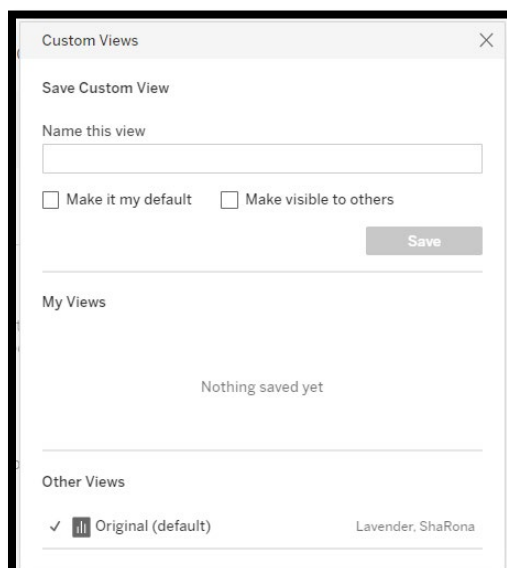 Custom Views
Save Custom View
Name this view
Make it my default Make visible to others
Save
My Views
Nothing saved yet
Other Views
Original (default) Lavender, ShaRona